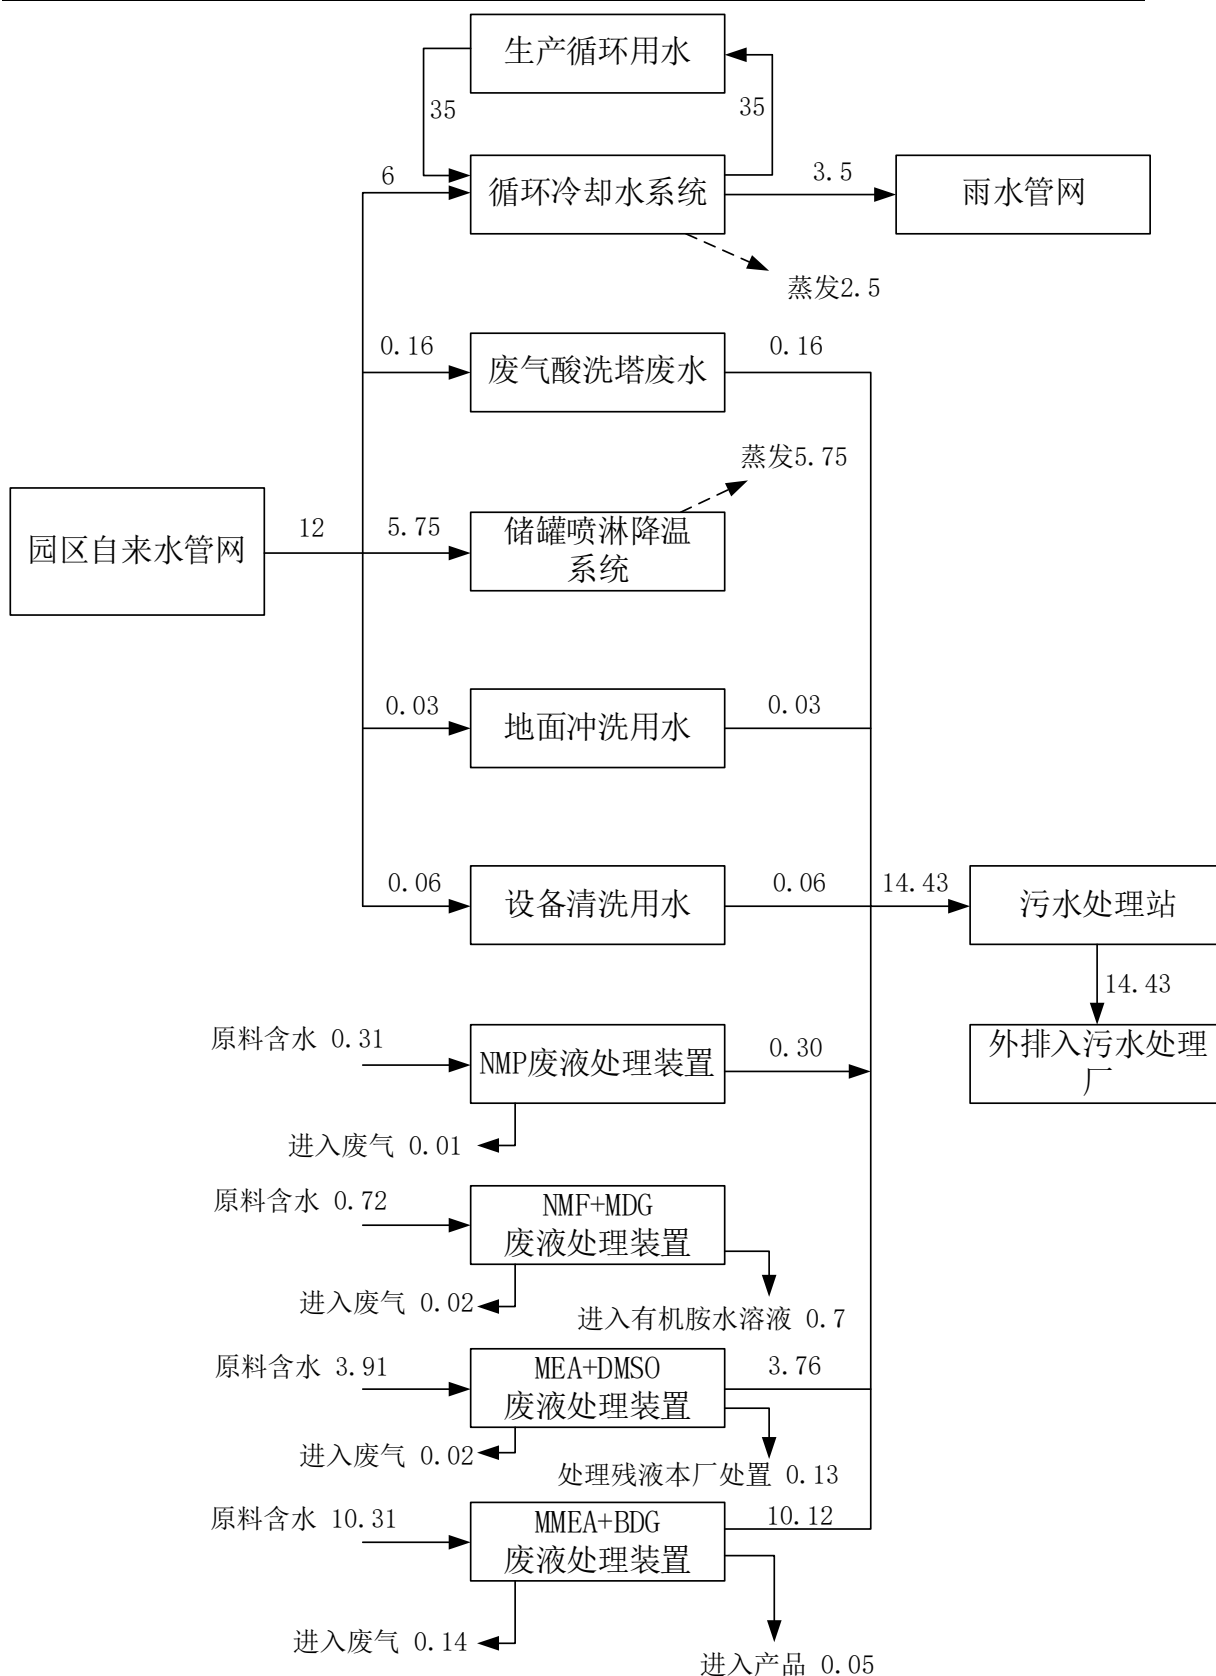 生产循环用水
35
35
6
循环冷却水系统
3.5
雨水管网
蒸发2.5
0.16
废气酸洗塔废水
0.16
蒸发5.75
园区自来水管网
12
5.75
储罐喷淋降温
系统
0.03
地面冲洗用水
0.03
0.06
设备清洗用水
0.06
14.43
污水处理站
14.43
外排入污水处理
厂
原料含水 0.31
NMP废液处理装置
0.30
进入废气 0.01
原料含水 0.72
NMF+MDG
废液处理装置
进入废气 0.02
进入有机胺水溶液 0.7
原料含水 3.91
MEA+DMSO
废液处理装置
3.76
进入废气 0.02
处理残液本厂处置 0.13
原料含水 10.31
MMEA+BDG
废液处理装置
10.12
进入废气 0.14
进入产品 0.05